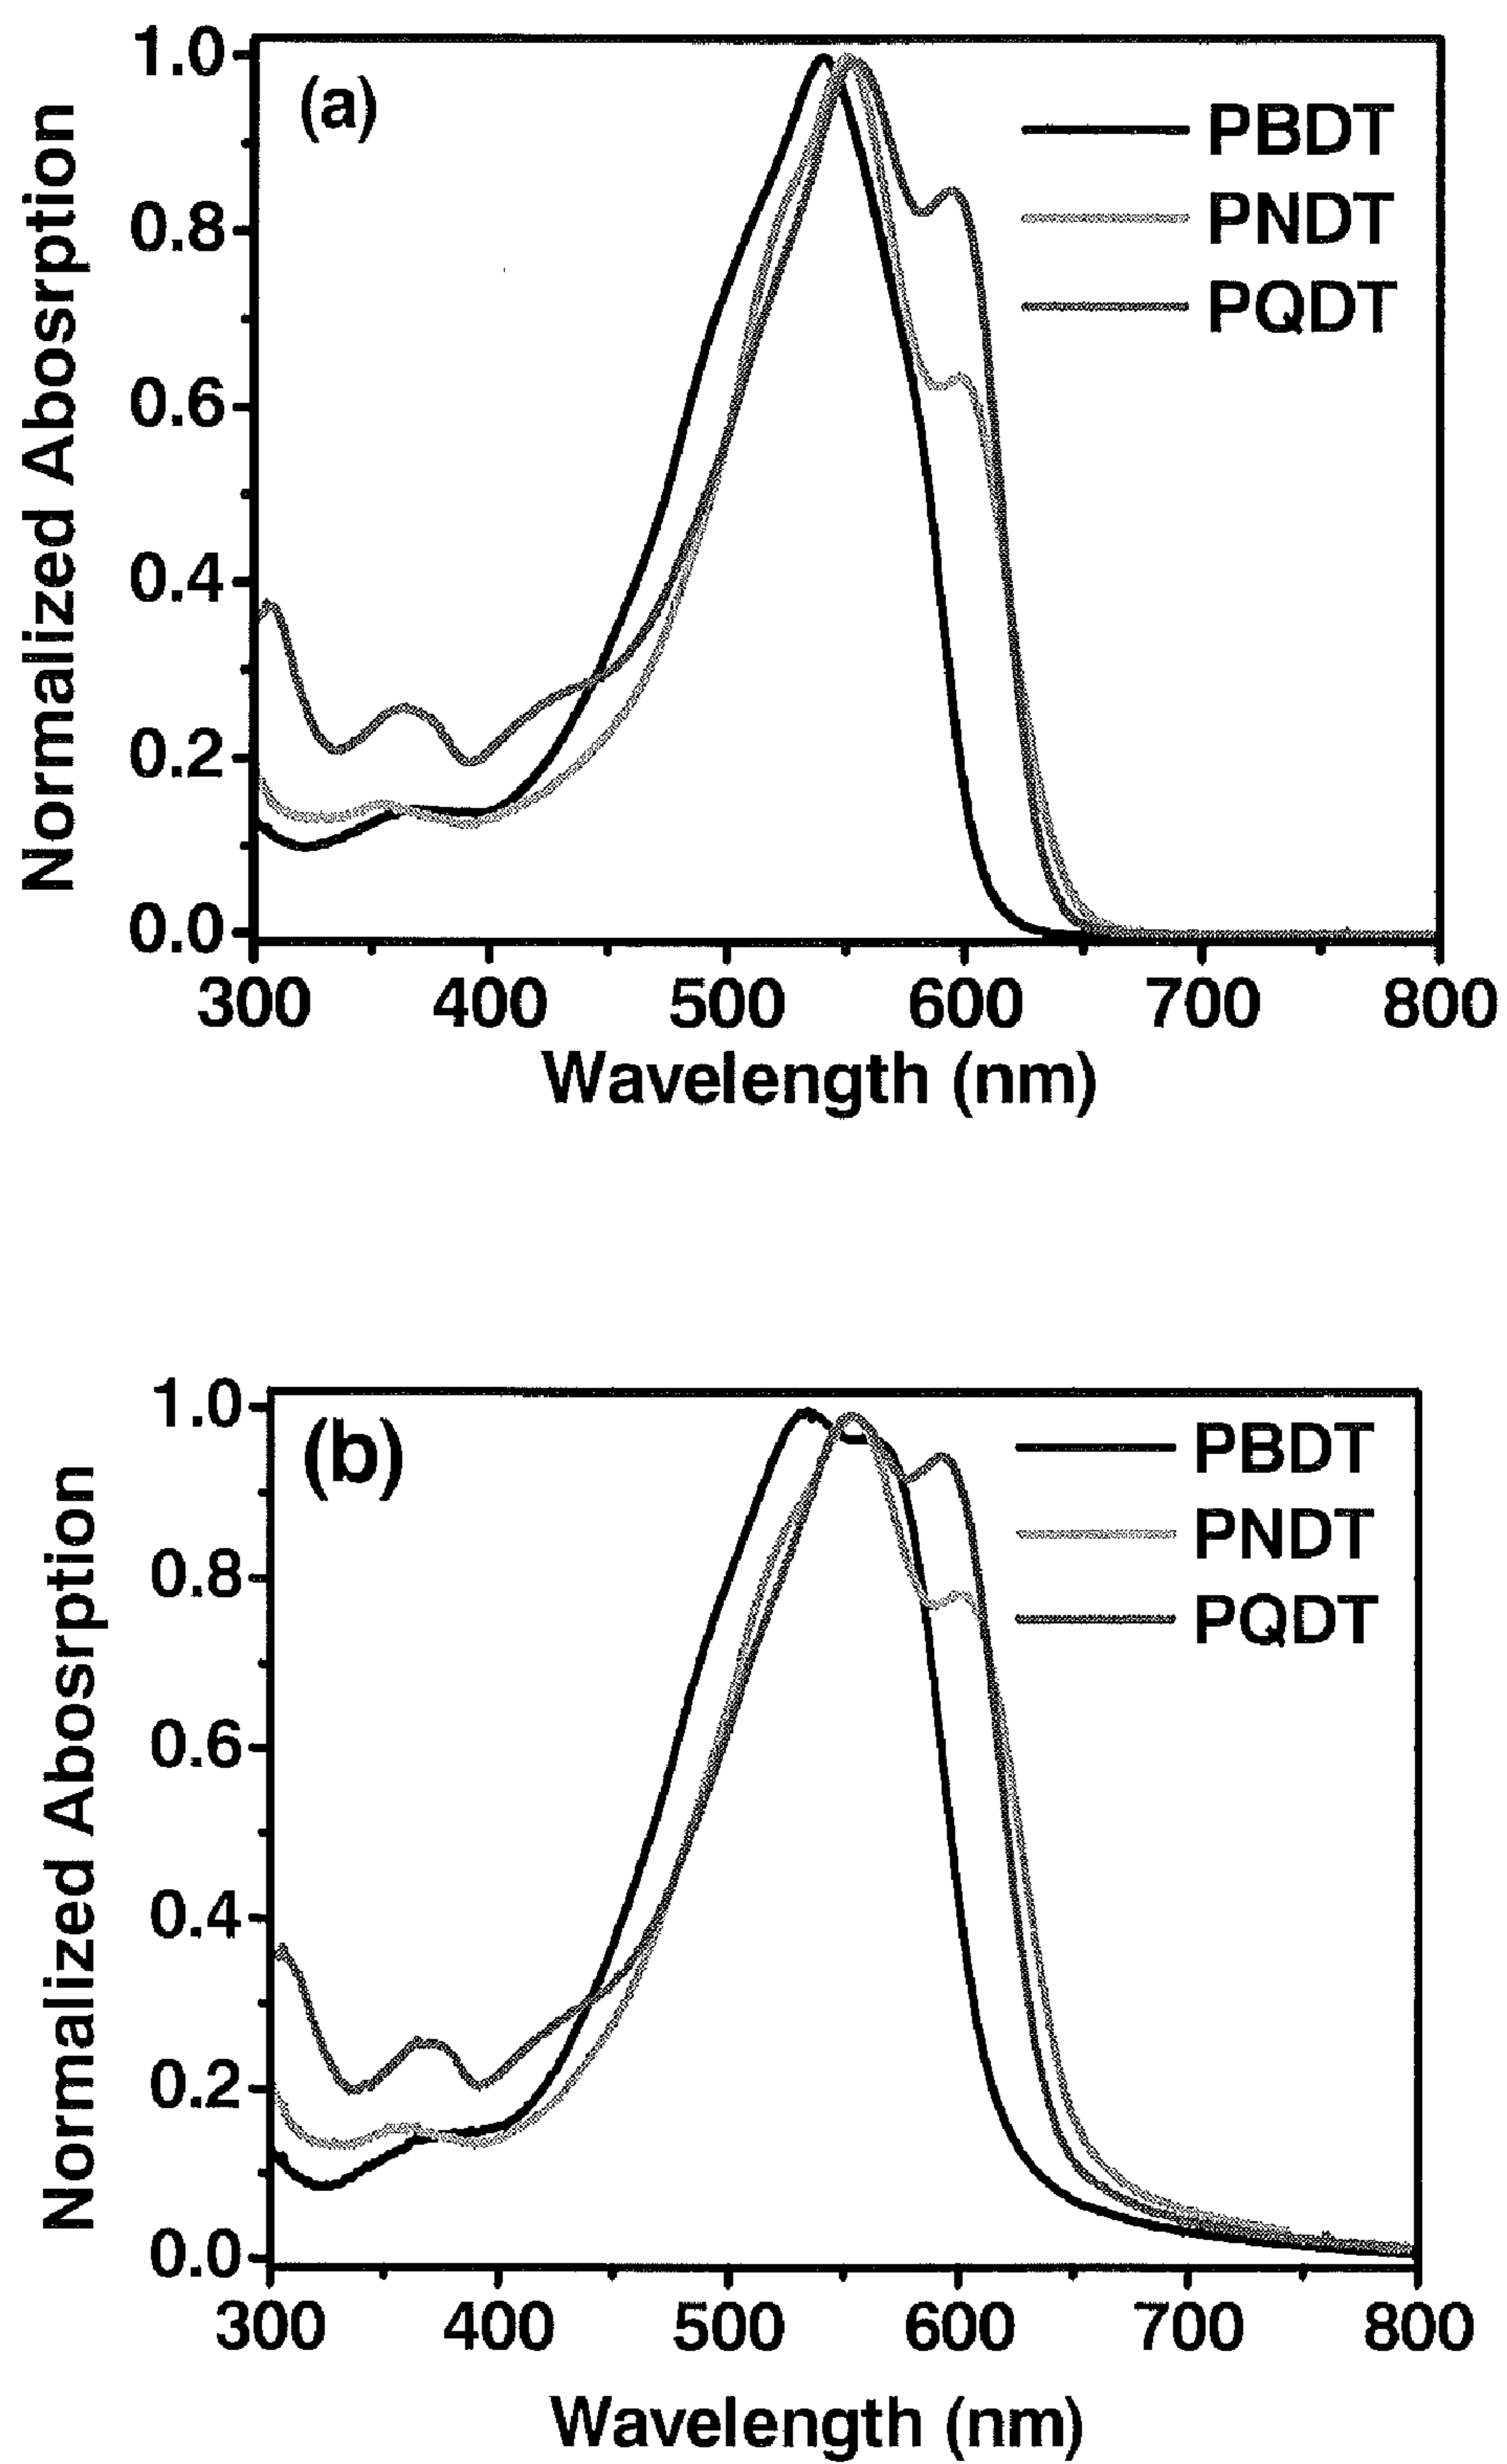 (a)
PBDT
PNDT
PQDT
Normalized Abosrption
1.0
0.8
0.6
0.4
0.2
0.0
300 400 500 600 700 800
Wavelength (nm)
(b)
PBDT
PNDT
PQDT
Normalized Abosrption
1.0
0.8
0.6
0.4
0.2
0.0
300 400 500 600 700 800
Wavelength (nm)